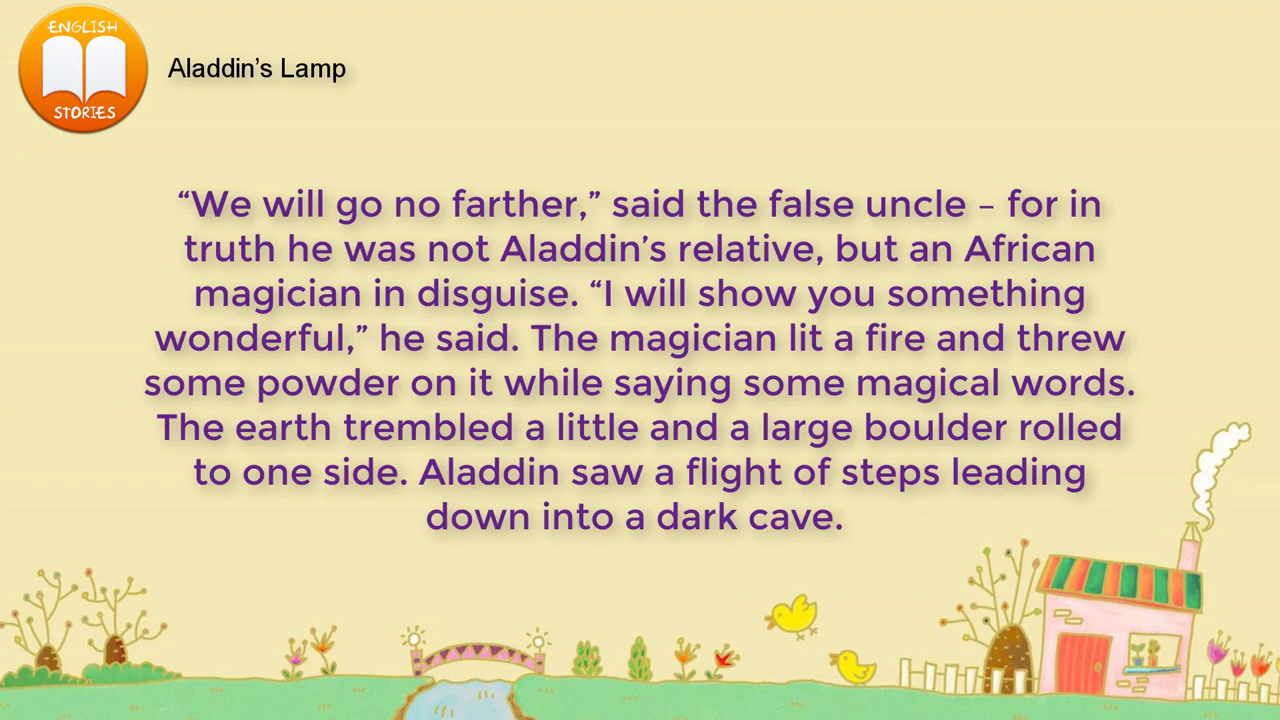 ENGLISH
STORIES
Aladdin’s Lamp
“We will go no farther,” said the false uncle – for in
truth he was not Aladdin’s relative, but an African
magician in disguise. “I will show you something
wonderful,” he said. The magician lit a fire and threw
some powder on it while saying some magical words.
The earth trembled a little and a large boulder rolled
to one side. Aladdin saw a flight of steps leading
down into a dark cave.